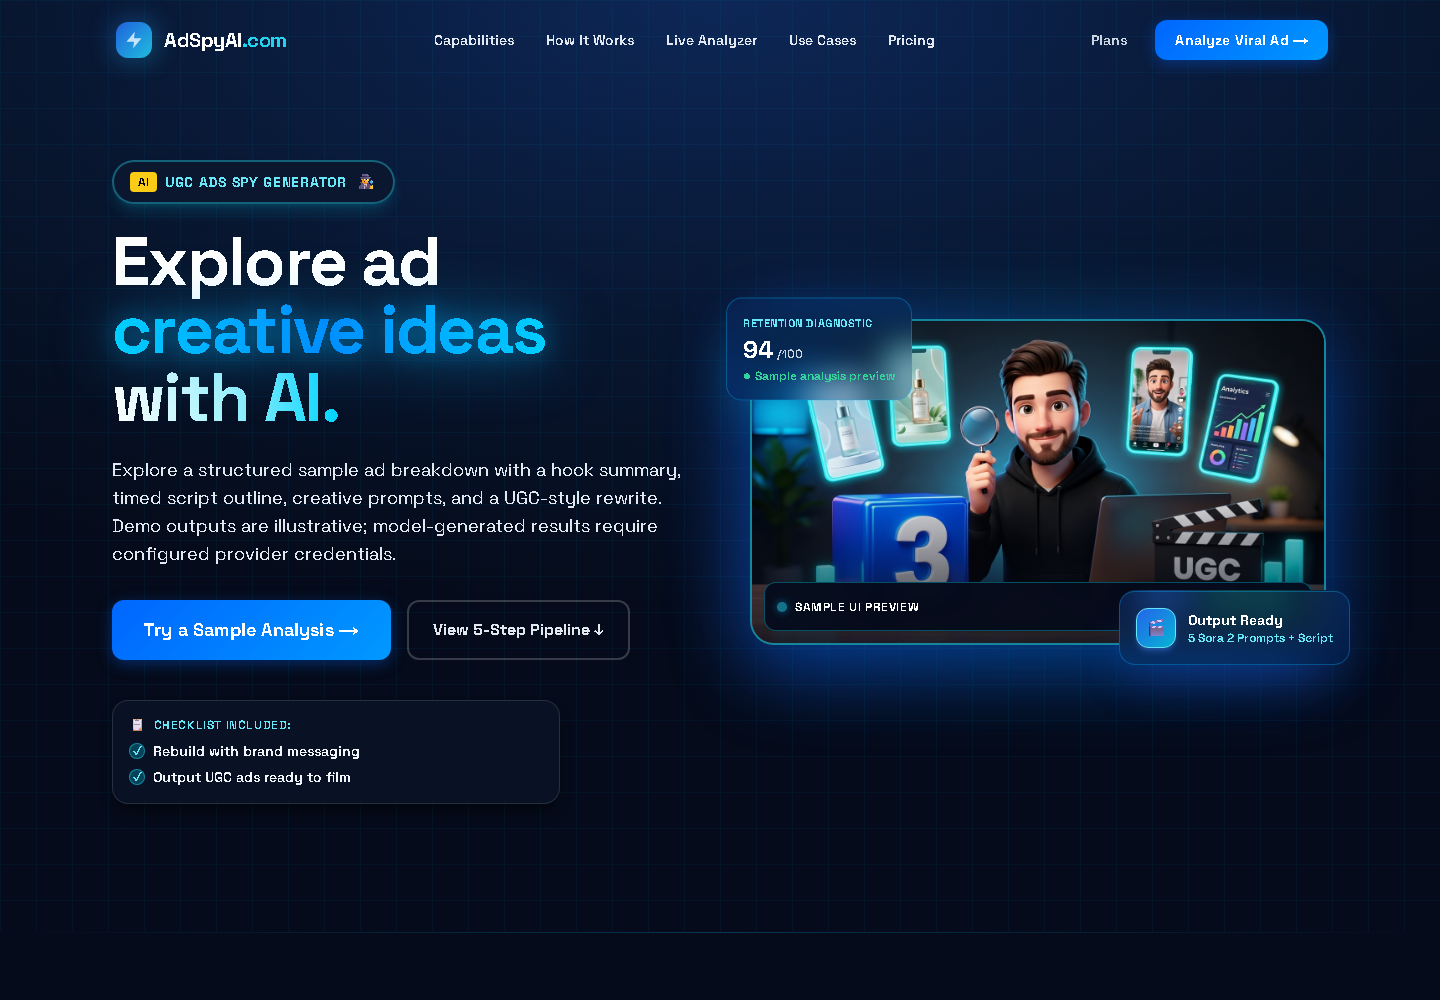 AdSpyAI.com
Capabilities
How It Works
Live Analyzer
Use Cases
Pricing
Plans
Analyze Viral Ad →
AI UGC ADS SPY GENERATOR
Explore ad
creative ideas
with AI.
Explore a structured sample ad breakdown with a hook summary,
timed script outline, creative prompts, and a UGC-style rewrite.
Demo outputs are illustrative; model-generated results require
configured provider credentials.
Try a Sample Analysis →
View 5-Step Pipeline ↓
CHECKLIST INCLUDED:
Rebuild with brand messaging
Output UGC ads ready to film
RETENTION DIAGNOSTIC
94 /100
Sample analysis preview
Analytics
3
UGC
SAMPLE UI PREVIEW
Output Ready
5 Sora 2 Prompts + Script